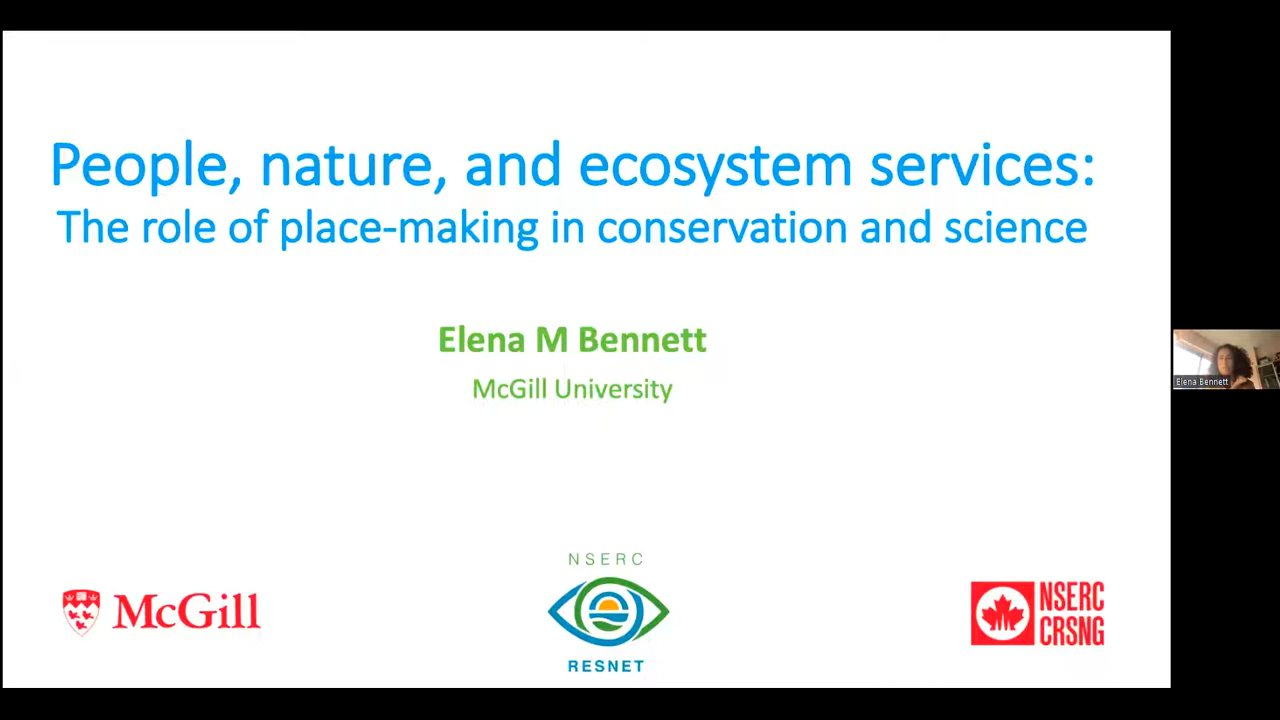 People, nature, and ecosystem services:
The role of place-making in conservation and science
Elena M Bennett
McGill University
Elena Bennett
NSERC
McGill
RESNET
NSERC
CRSNG